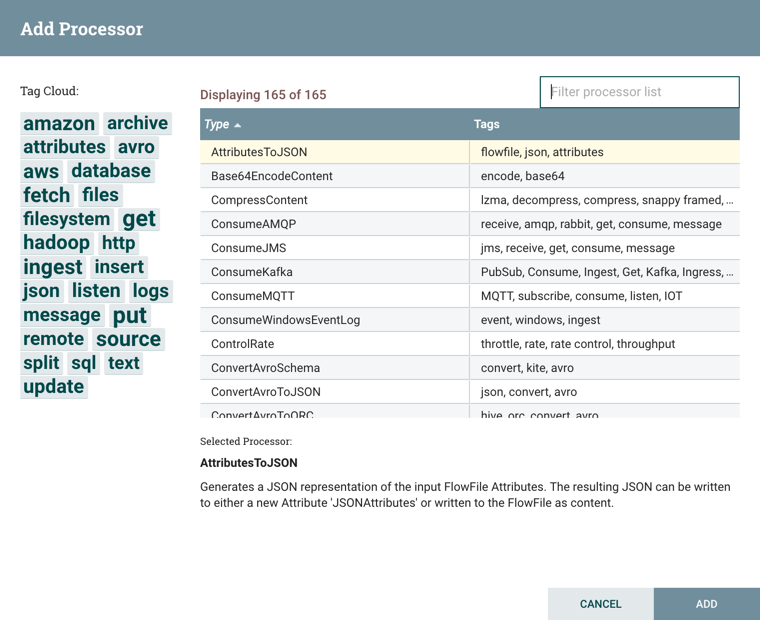 Add Processor
Tag Cloud:
amazon archive
attributes avro
aws database
fetch files
filesystem get
hadoop http
ingest insert
json listen logs
message put
remote source
split sql text
update
Displaying 165 of 165
Filter processor list
Type Tags
AttributesToJSON flowfile, json, attributes
Base64EncodeContent encode, base64
CompressContent lzma, decompress, compress, snappy framed, ...
ConsumeAMQP receive, amqp, rabbit, get, consume, message
ConsumeJMS jms, receive, get, consume, message
ConsumeKafka PubSub, Consume, Ingest, Get, Kafka, Ingress, ...
ConsumeMQTT MQTT, subscribe, consume, listen, IOT
ConsumeWindowsEventLog event, windows, ingest
ControlRate throttle, rate, rate control, throughput
ConvertAvroSchema convert, kite, avro
ConvertAvroToJSON json, convert, avro
ConvertAvroToORC hive, orc, convert, avro
Selected Processor:
AttributesToJSON
Generates a JSON representation of the input FlowFile Attributes. The resulting JSON can be written
to either a new Attribute 'JSONAttributes' or written to the FlowFile as content.
CANCEL ADD